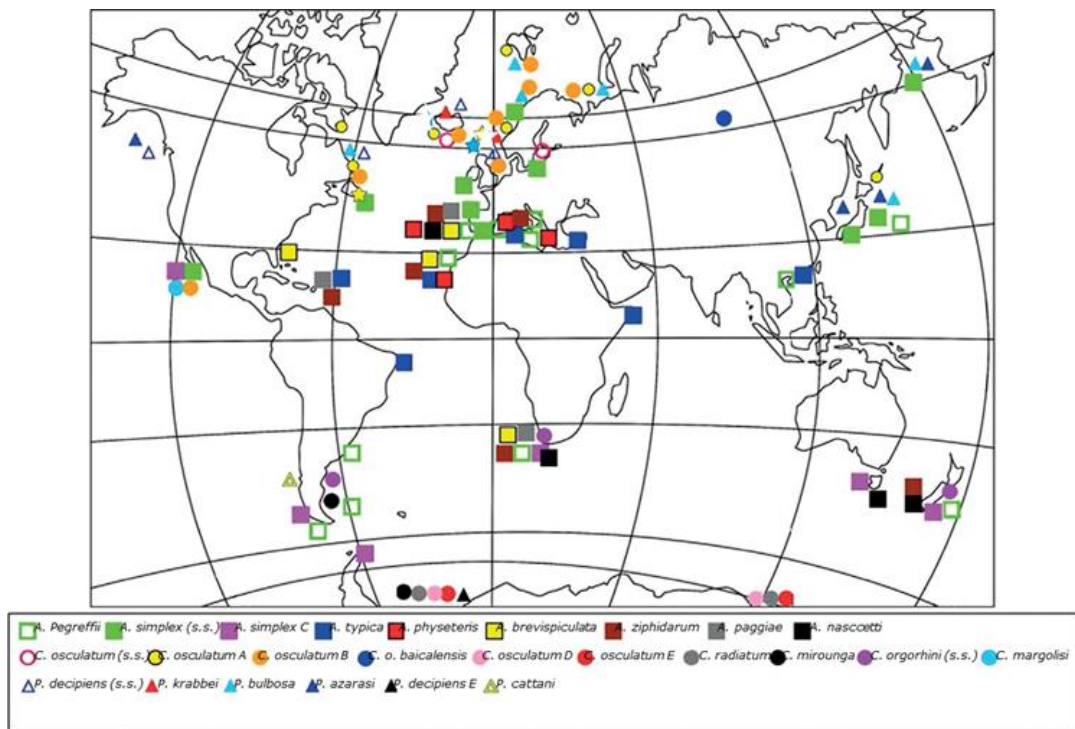 A. Pegreffii A. simplex (s.s.) A. simplex C A. typica A. physeteris A. brevispiculata A. ziphidarum A. paggiae A. nasccetti
C. osculatum (s.s.) C. osculatum A C. osculatum B C. o. baicalensis C. osculatum D C. osculatum E C. radiatum C. mirounga C. orgorhini (s.s.) C. margolisi
P. decipiens (s.s.) P. krabbei P. bulbosa P. azarasi P. decipiens E P. cattani